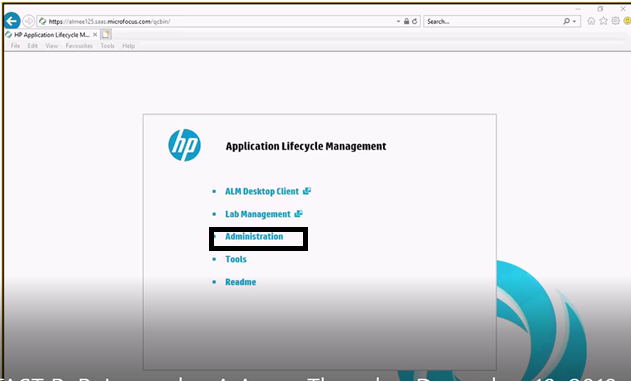 https://almee125.saas.microfocus.com/qcbin/
Search...
HP Application Lifecycle M...
File Edit View Favourites Tools Help
hp
Application Lifecycle Management
ALM Desktop Client
Lab Management
Administration
Tools
Readme